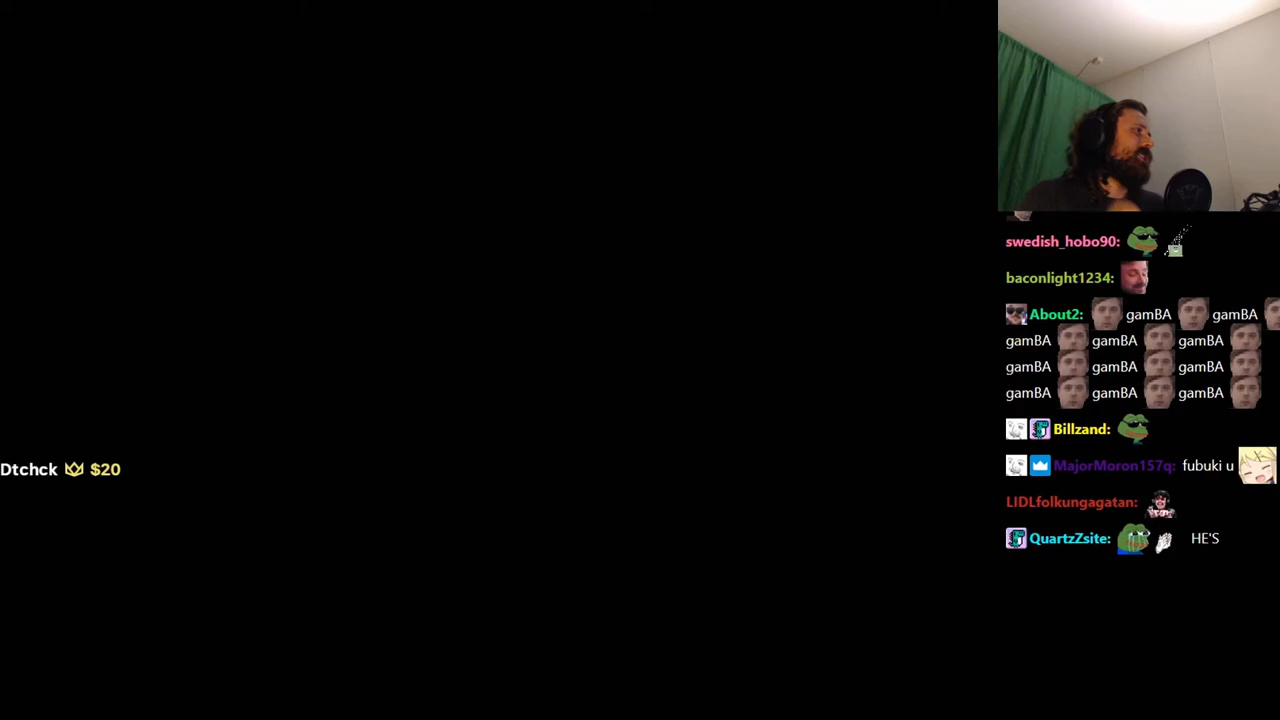 swedish_hobo90:
baconlight1234:
About2: gamBA gamBA
gamBA gamBA gamBA
gamBA gamBA gamBA
gamBA gamBA gamBA
Billzand:
Dtchck $20
MajorMoron157q: fubuki u
LIDLfolkungagatan:
QuartzZsite: HE'S